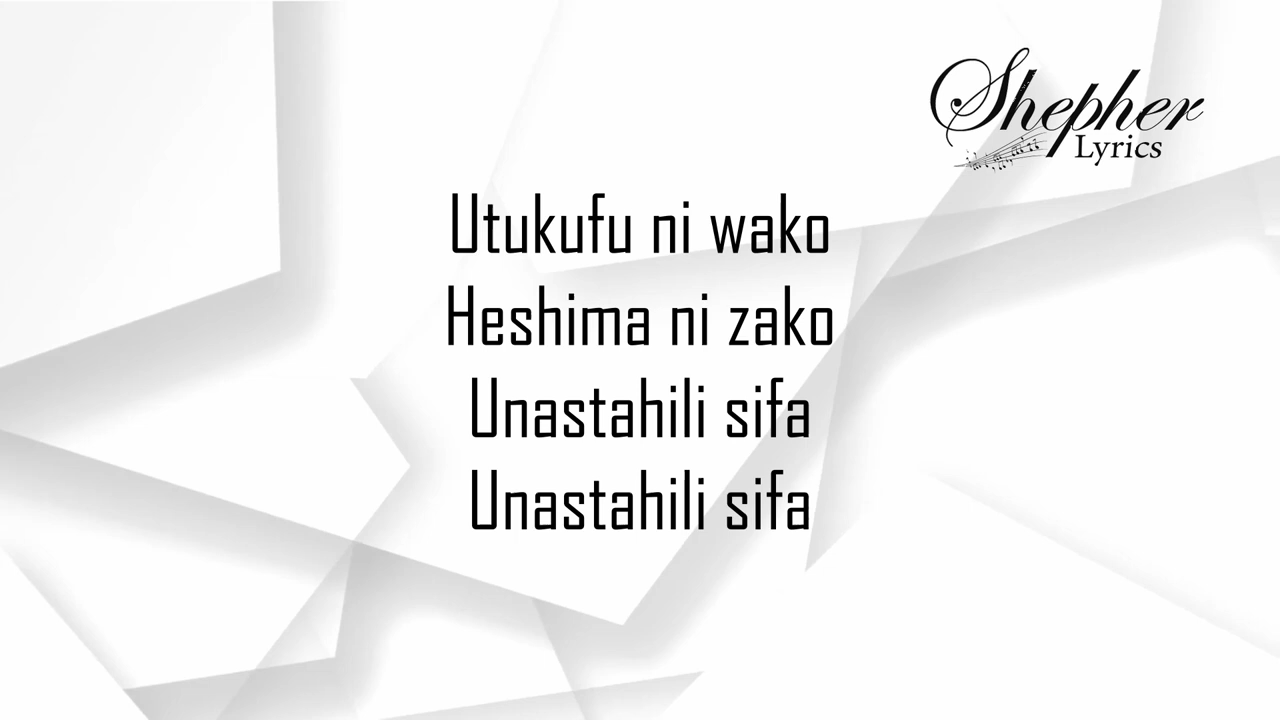 Shepher
Lyrics
Utukufu ni wako
Heshima ni zako
Unastahili sifa
Unastahili sifa